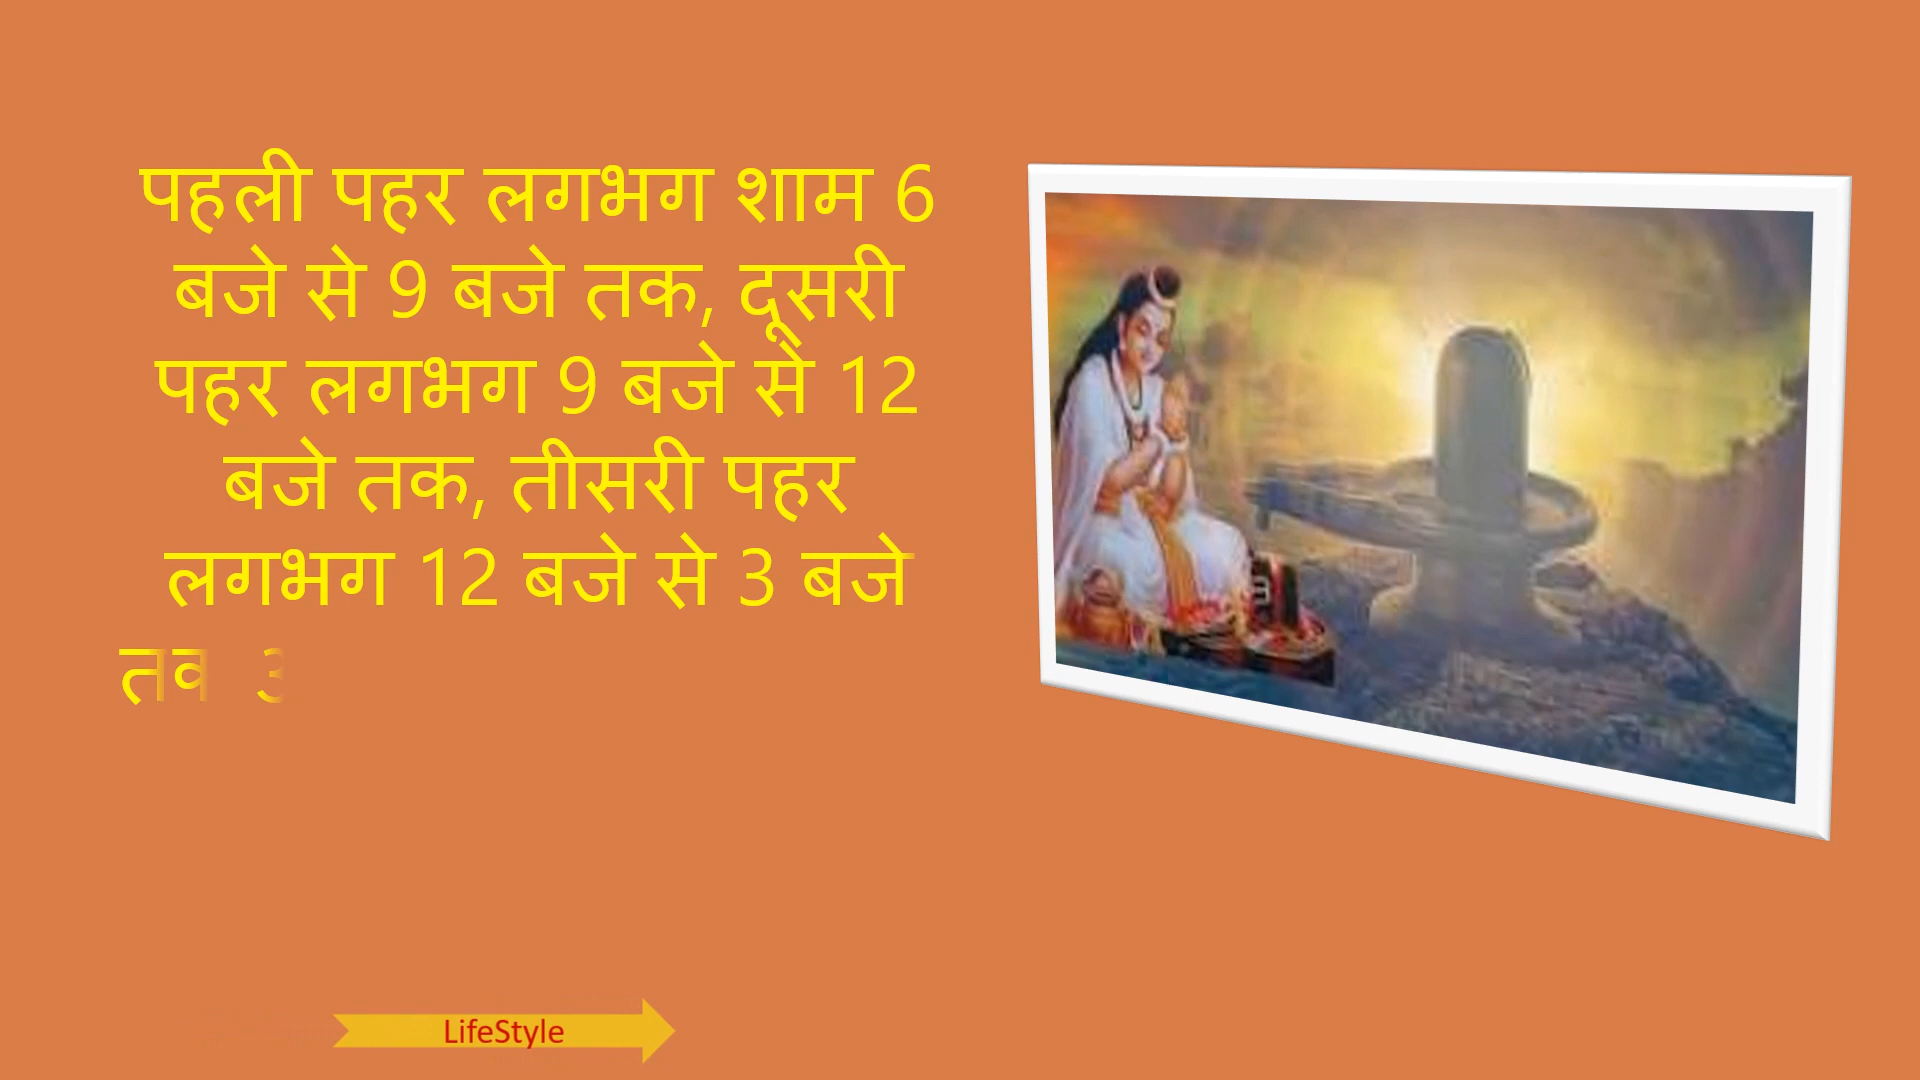 पहली पहर लगभग शाम 6
बजे से 9 बजे तक, दूसरी
पहर लगभग 9 बजे से 12
बजे तक, तीसरी पहर
लगभग 12 बजे से 3 बजे
LifeStyle